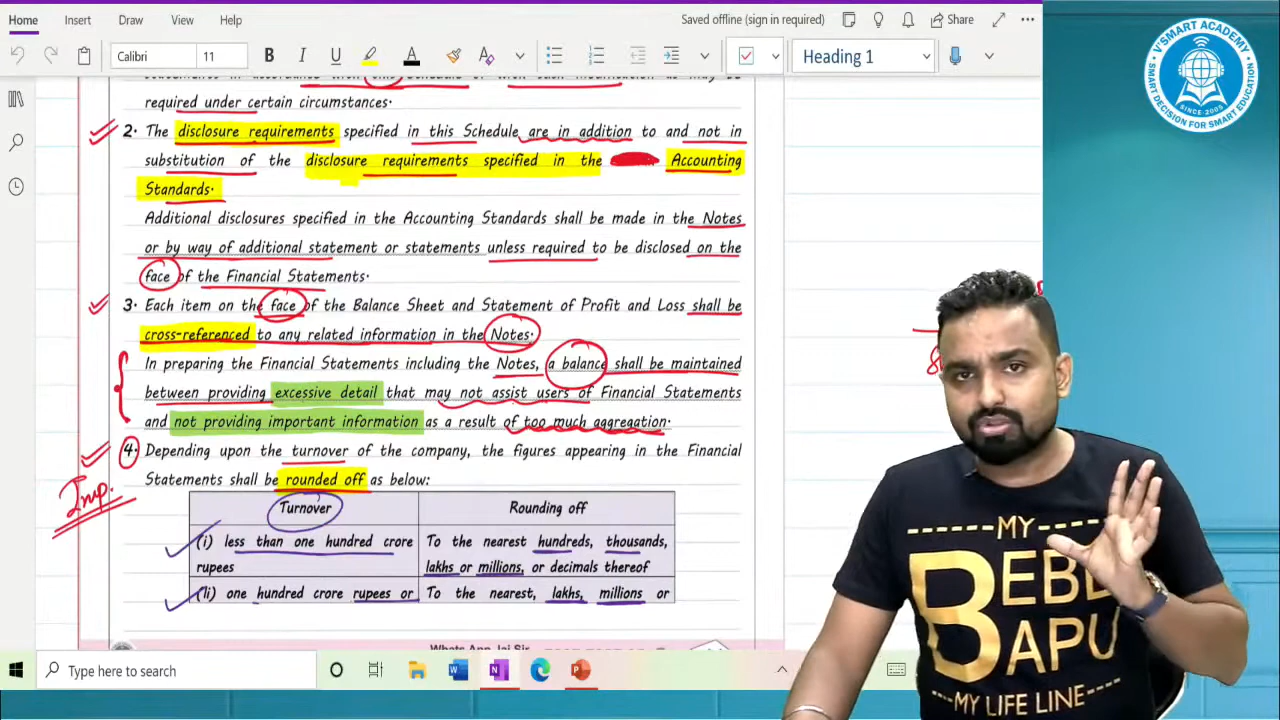 Home Insert Draw View Help Saved offline (sign in required) Share
Calibri 11 B I U A Heading 1
required under certain circumstances.
2. The disclosure requirements specified in this Schedule are in addition to and not in
substitution of the disclosure requirements specified in the Accounting
Standards.
Additional disclosures specified in the Accounting Standards shall be made in the Notes
or by way of additional statement or statements unless required to be disclosed on the
face of the Financial Statements.
3. Each item on the face of the Balance Sheet and Statement of Profit and Loss shall be
cross-referenced to any related information in the Notes.
In preparing the Financial Statements including the Notes, a balance shall be maintained
between providing excessive detail that may not assist users of Financial Statements
and not providing important information as a result of too much aggregation.
4. Depending upon the turnover of the company, the figures appearing in the Financial
Statements shall be rounded off as below:
Imp.
Turnover Rounding off
(i) less than one hundred crore To the nearest hundreds, thousands,
rupees lakhs or millions, or decimals thereof
(Ii) one hundred crore rupees or To the nearest, lakhs, millions or
Type here to search
V'SMART ACADEMY
SMART DECISION FOR SMART EDUCATION
SINCE-2005
MY
BEBE
BAPU
MY LIFE LINE